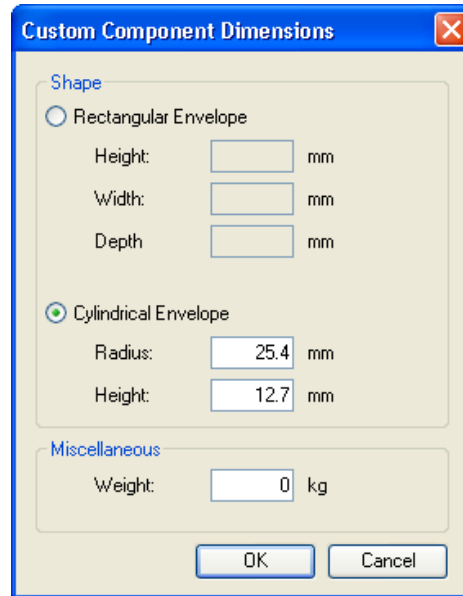 Custom Component Dimensions
Shape
Rectangular Envelope
Height: mm
Width: mm
Depth mm
Cylindrical Envelope
Radius: 25.4 mm
Height: 12.7 mm
Miscellaneous
Weight: 0 kg
OK Cancel